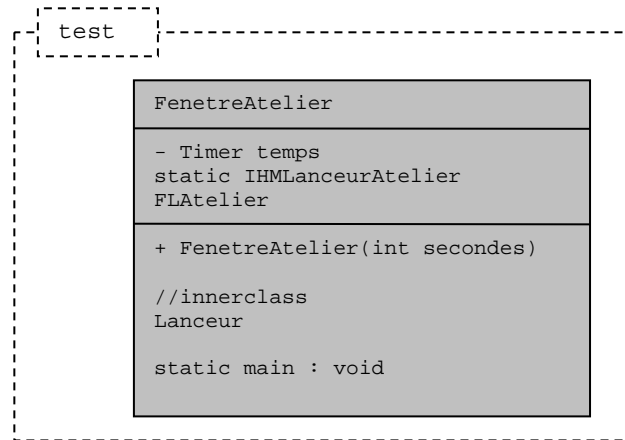 test
FenetreAtelier
- Timer temps
static IHMLanceurAtelier
FLAtelier
+ FenetreAtelier(int secondes)
//innerclass
Lanceur
static main : void